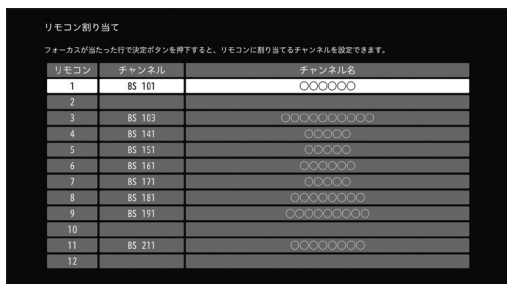 リモコン割り当て
フォーカスが当たった行で決定ボタンを押下すると、リモコンに割り当てるチャンネルを設定できます。
リモコン チャンネル チャンネル名
1 BS 101 ○○○○○○
2
3 BS 103 ○○○○○○○○○○
4 BS 141 ○○○○○
5 BS 151 ○○○○○
6 BS 161 ○○○○○○
7 BS 171 ○○○○○
8 BS 181 ○○○○○○○○
9 BS 191 ○○○○○○○○○
10
11 BS 211 ○○○○○○○○
12